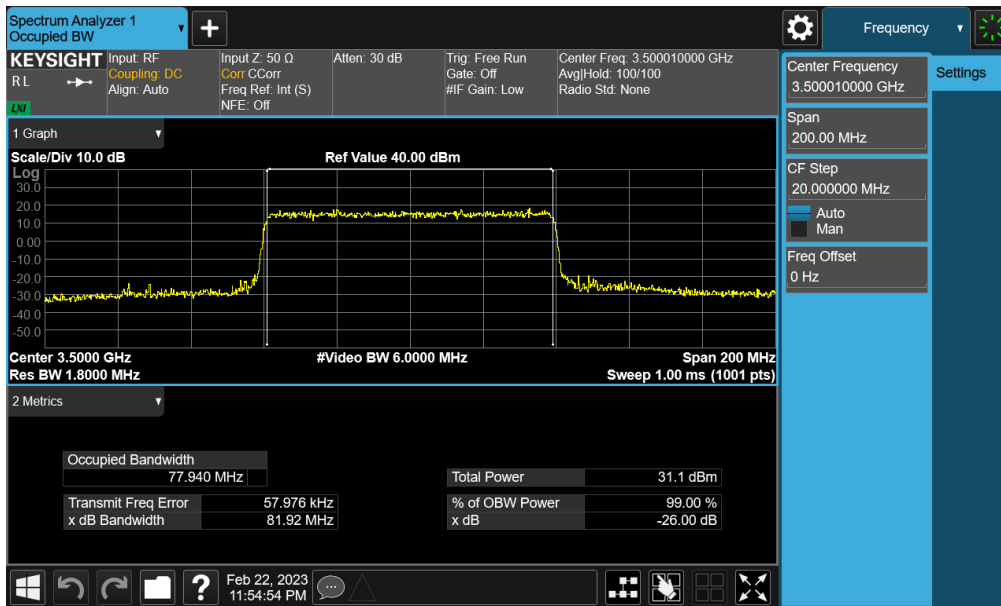 Spectrum Analyzer 1
Occupied BW
Frequency
KEYSIGHT
R L
LXI
Input: RF
Coupling: DC
Align: Auto
Input Z: 50 Ω
Corr CCorr
Freq Ref: Int (S)
NFE: Off
Atten: 30 dB
Trig: Free Run
Gate: Off
#IF Gain: Low
Center Freq: 3.500010000 GHz
Avg|Hold: 100/100
Radio Std: None
Center Frequency
3.500010000 GHz
Settings
Span
200.00 MHz
CF Step
20.000000 MHz
Auto
Man
Freq Offset
0 Hz
1 Graph
Scale/Div 10.0 dB
Ref Value 40.00 dBm
Log
30.0
20.0
10.0
0.00
-10.0
-20.0
-30.0
-40.0
-50.0
Center 3.5000 GHz
#Video BW 6.0000 MHz
Span 200 MHz
Res BW 1.8000 MHz
Sweep 1.00 ms (1001 pts)
2 Metrics
Occupied Bandwidth
77.940 MHz
Total Power 31.1 dBm
Transmit Freq Error 57.976 kHz
% of OBW Power 99.00 %
x dB Bandwidth 81.92 MHz
x dB -26.00 dB
Feb 22, 2023
11:54:54 PM